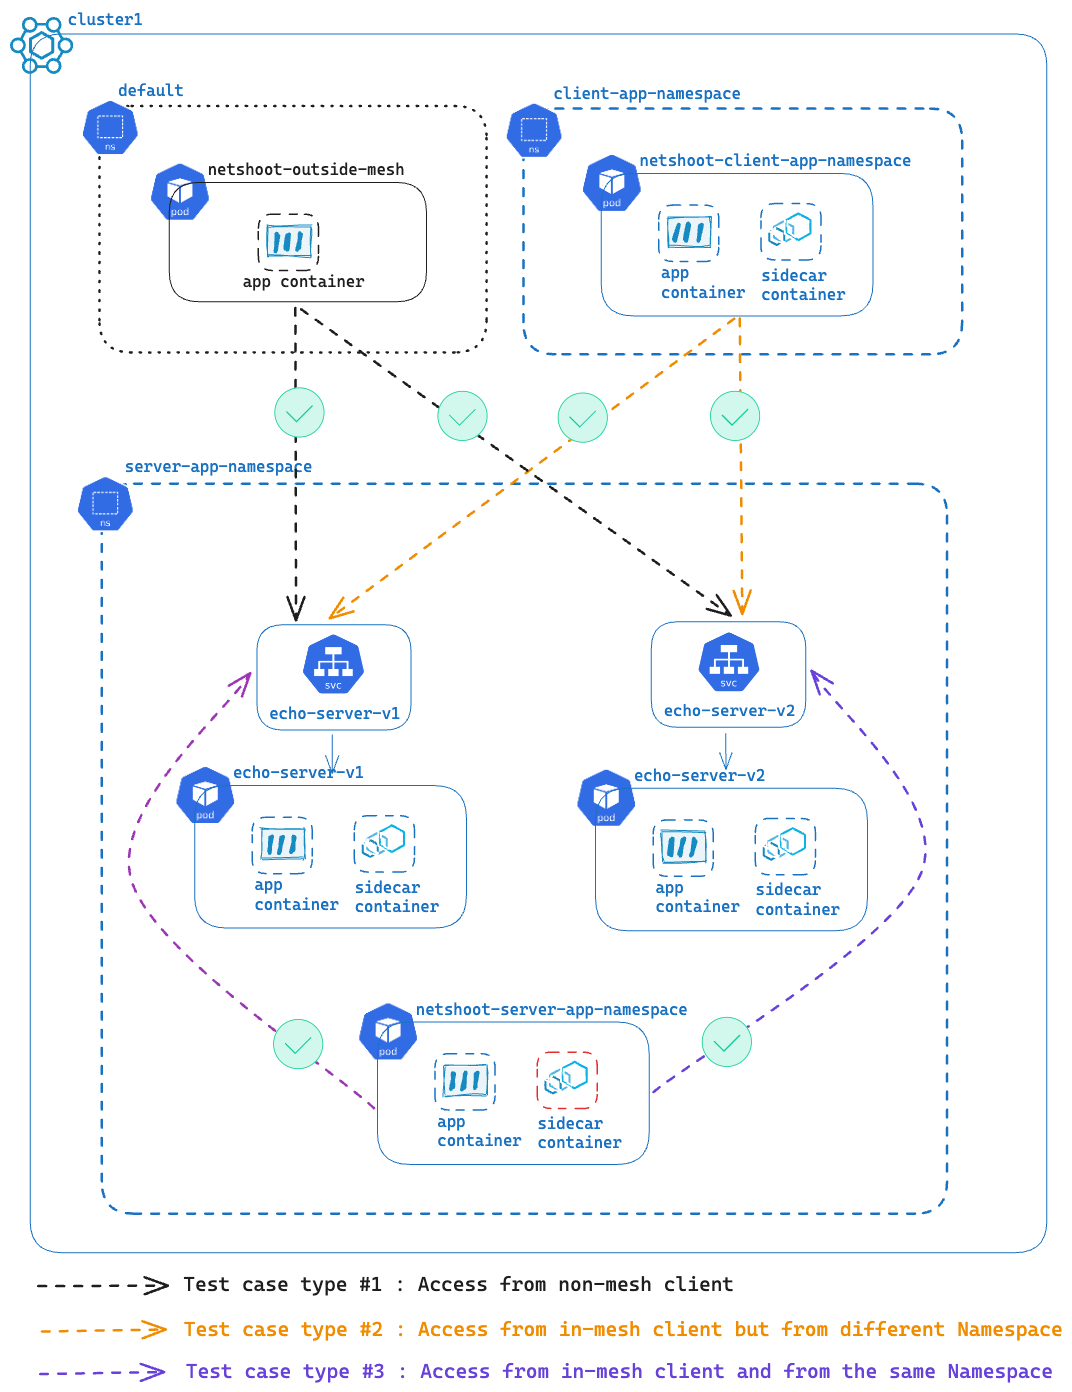 cluster1
default
ns
netshoot-outside-mesh
pod
app container
client-app-namespace
ns
netshoot-client-app-namespace
pod
app
container
sidecar
container
server-app-namespace
ns
svc
echo-server-v1
svc
echo-server-v2
echo-server-v1
pod
app
container
sidecar
container
echo-server-v2
pod
app
container
sidecar
container
netshoot-server-app-namespace
pod
app
container
sidecar
container
Test case type #1 : Access from non-mesh client
Test case type #2 : Access from in-mesh client but from different Namespace
Test case type #3 : Access from in-mesh client and from the same Namespace